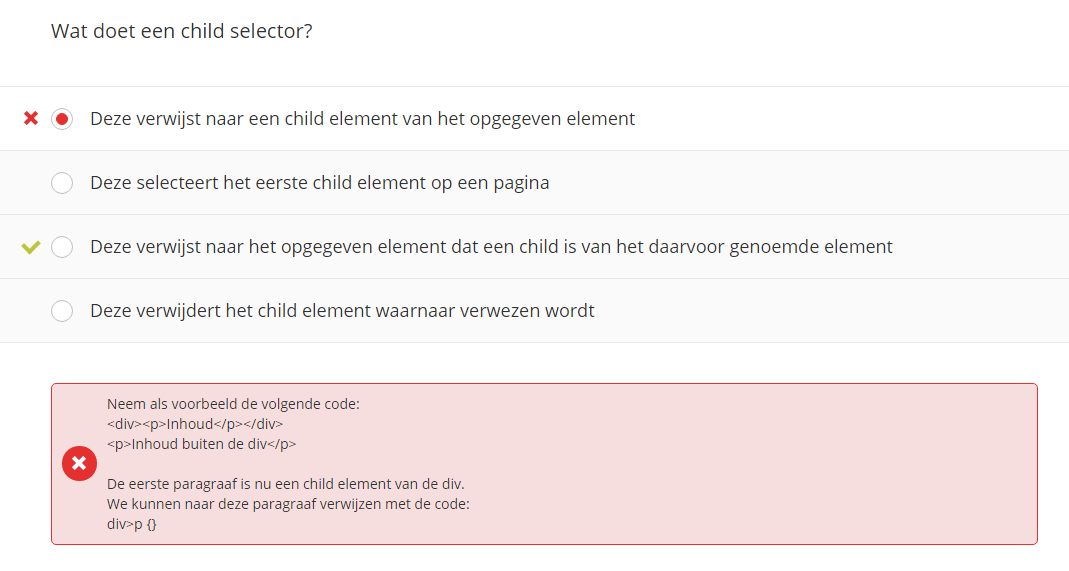 Wat doet een child selector?
Deze verwijst naar een child element van het opgegeven element
Deze selecteert het eerste child element op een pagina
Deze verwijst naar het opgegeven element dat een child is van het daarvoor genoemde element
Deze verwijdert het child element waarnaar verwezen wordt
Neem als voorbeeld de volgende code:
<div><p>Inhoud</p></div>
<p>Inhoud buiten de div</p>
De eerste paragraaf is nu een child element van de div.
We kunnen naar deze paragraaf verwijzen met de code:
div>p {}